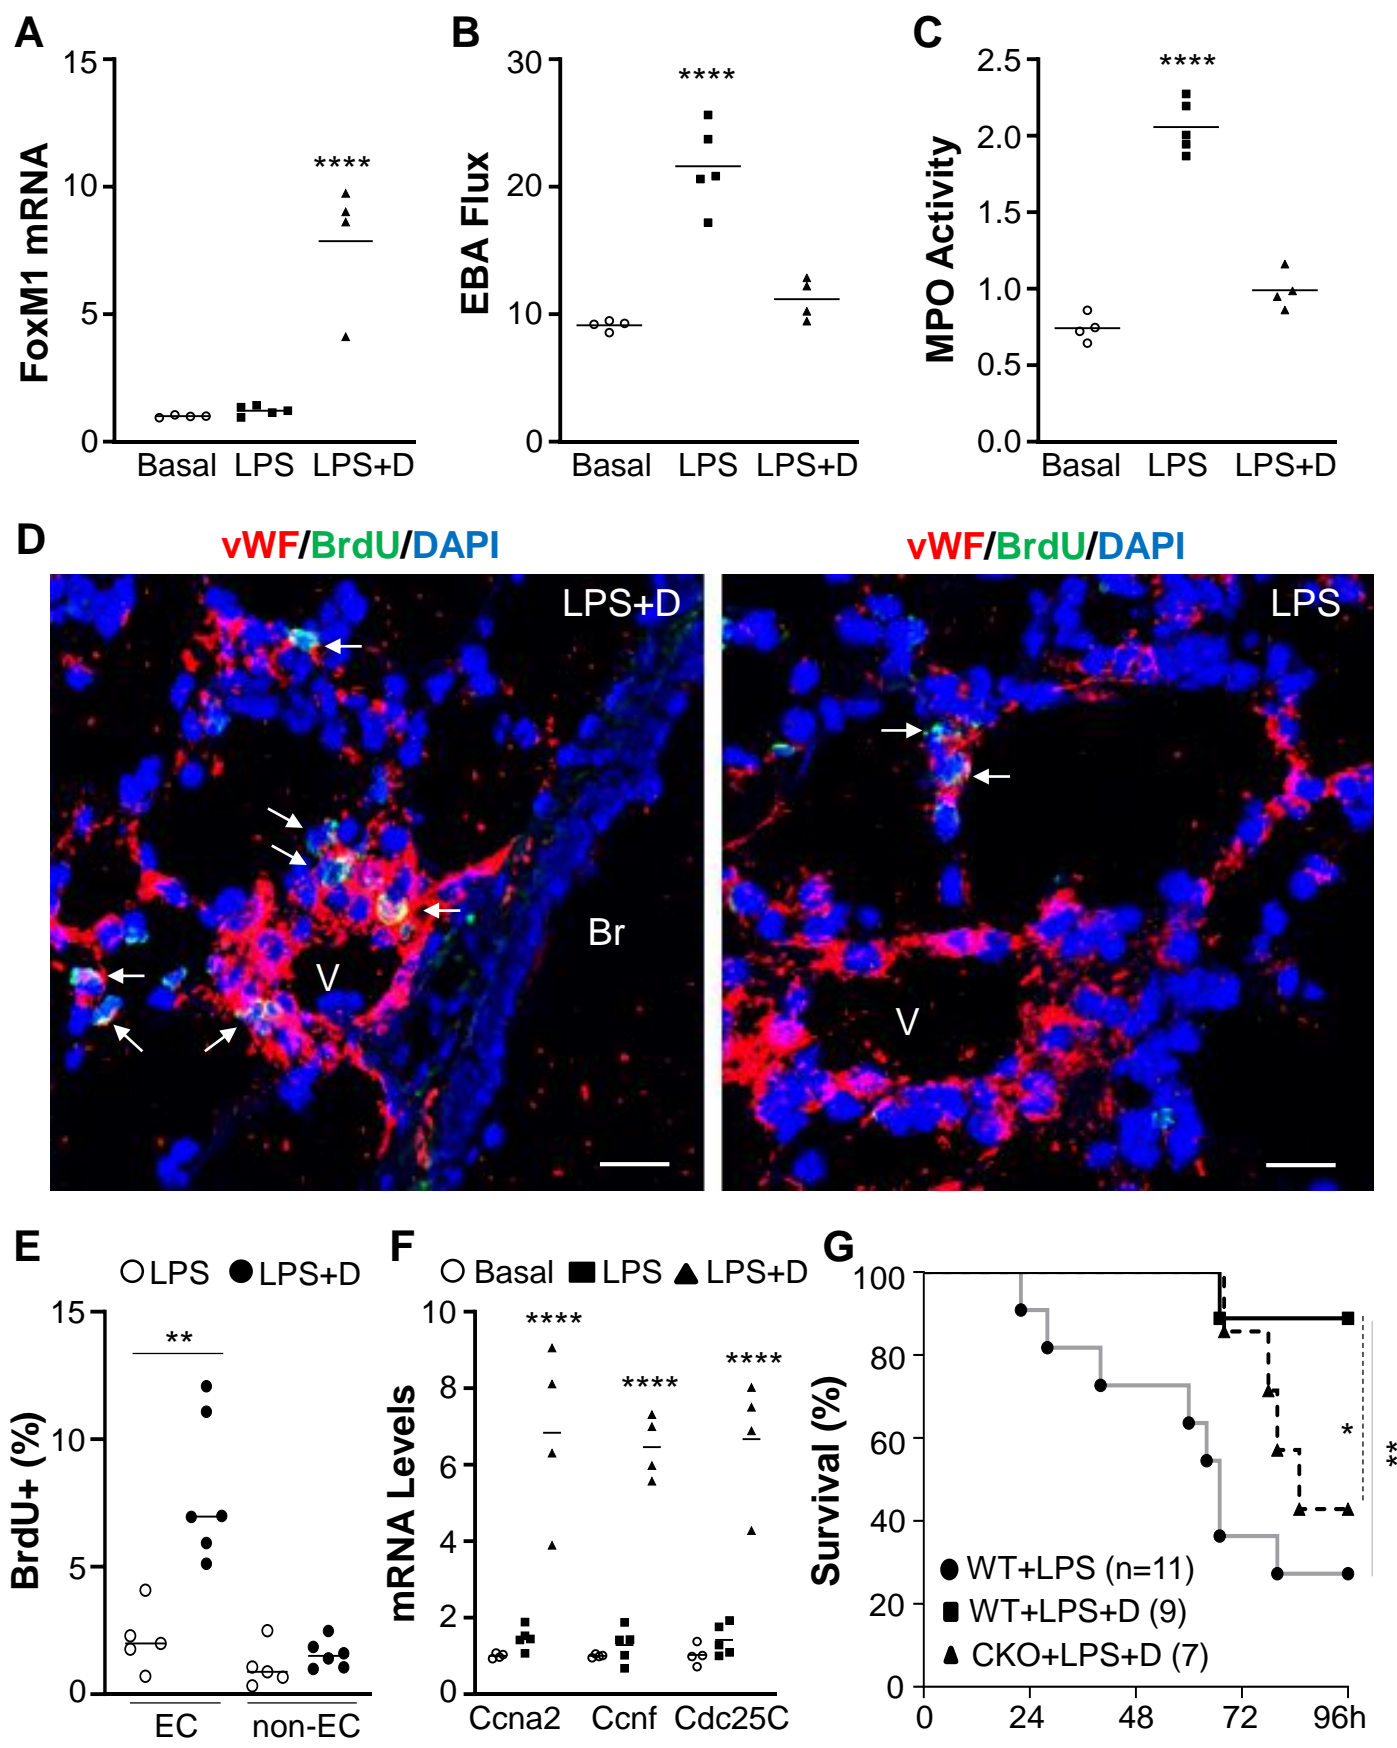 A
FoxM1 mRNA
15
10
5
0
****
Basal LPS LPS+D
B
EBA Flux
30
20
10
0
****
Basal LPS LPS+D
C
MPO Activity
2.5
2.0
1.5
1.0
0.5
0.0
****
Basal LPS LPS+D
D
vWF/BrdU/DAPI
LPS+D
Br
V
vWF/BrdU/DAPI
LPS
V
E
LPS LPS+D
BrdU+ (%)
15
10
5
0
**
EC non-EC
F
Basal LPS LPS+D
mRNA Levels
10
8
6
4
2
0
****
****
****
Ccna2 Ccnf Cdc25C
G
Survival (%)
100
80
60
40
20
0
WT+LPS (n=11)
WT+LPS+D (9)
CKO+LPS+D (7)
*
**
0 24 48 72 96h